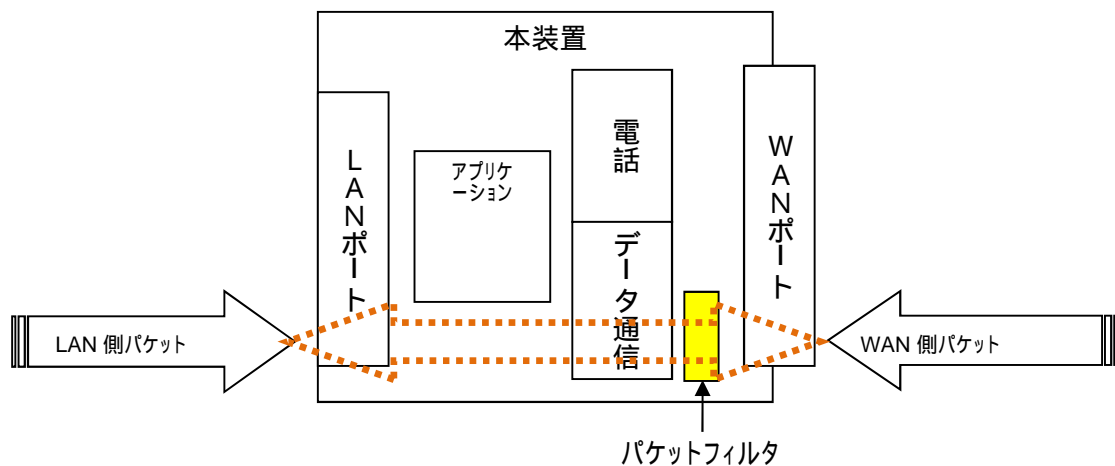 本装置
LANポート
アプリケ
ーション
電話
データ通信
WANポート
LAN 側パケット
WAN 側パケット
パケットフィルタ